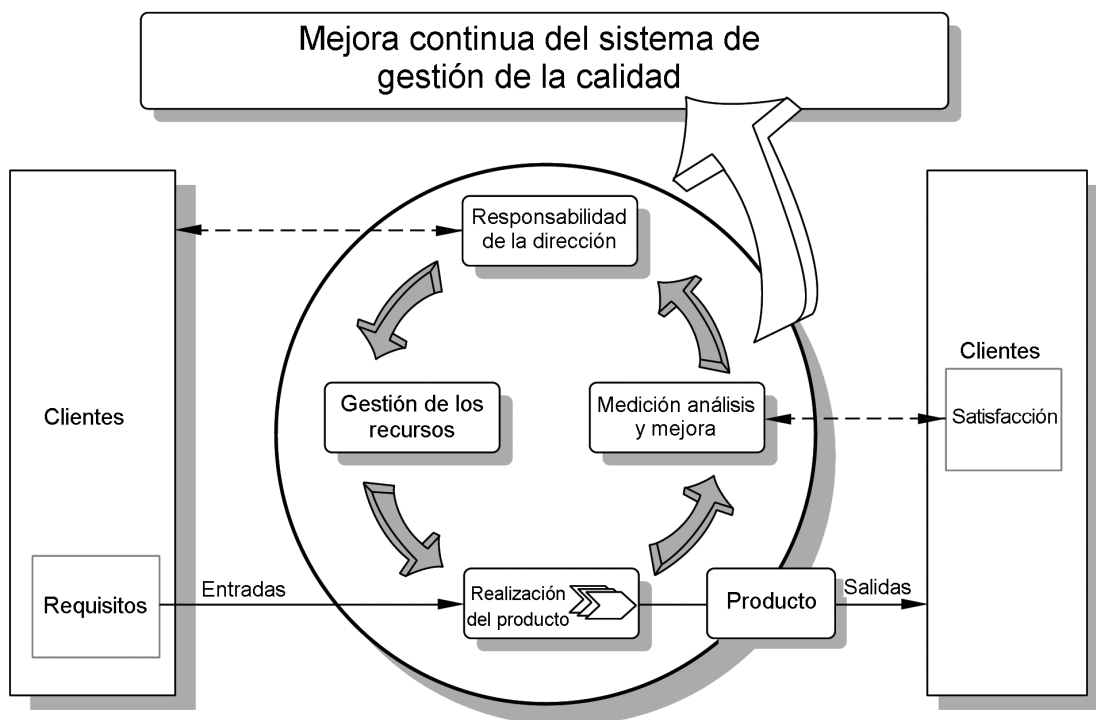 Mejora continua del sistema de
gestión de la calidad
Responsabilidad
de la dirección
Clientes
Gestión de los
recursos
Medición análisis
y mejora
Clientes
Satisfacción
Requisitos
Entradas
Realización
del producto
Producto
Salidas